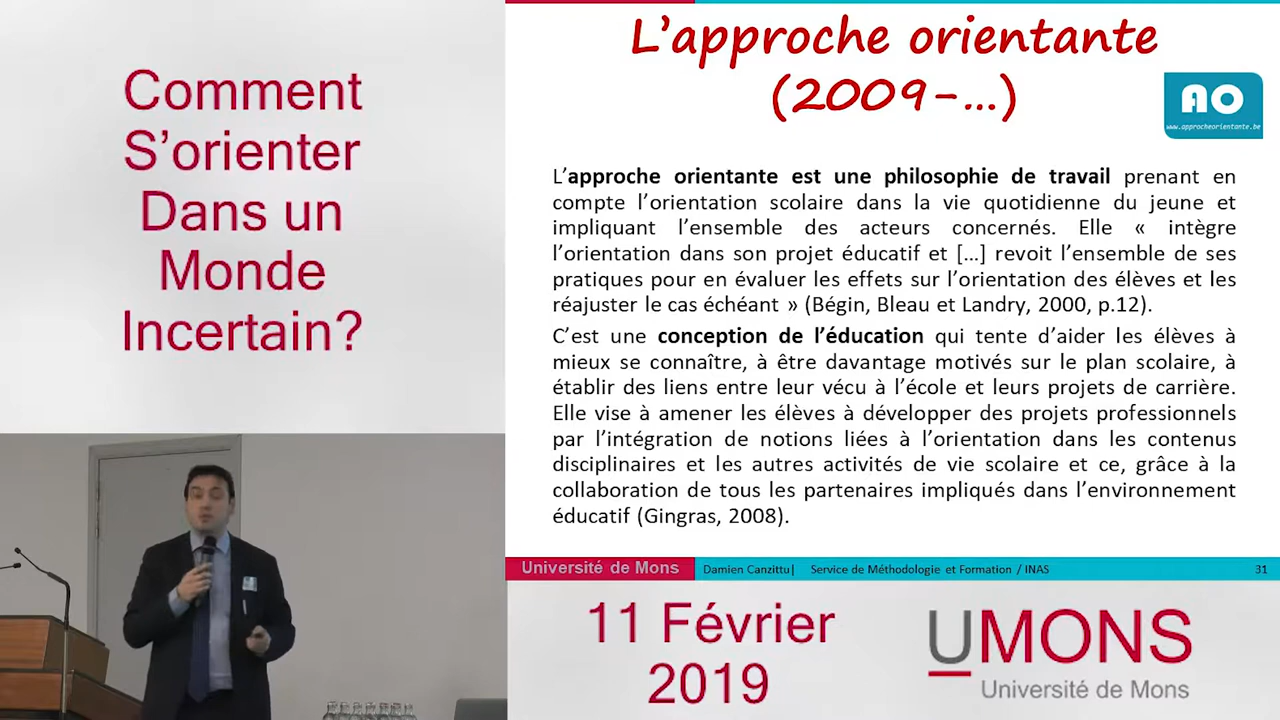 Comment
S'orienter
Dans un
Monde
Incertain?
L'approche orientante
(2009-...)
AO
www.approcheorientante.be
L'approche orientante est une philosophie de travail prenant en
compte l'orientation scolaire dans la vie quotidienne du jeune et
impliquant l'ensemble des acteurs concernés. Elle « intègre
l'orientation dans son projet éducatif et [...] revoit l'ensemble de ses
pratiques pour en évaluer les effets sur l'orientation des élèves et les
réajuster le cas échéant » (Bégin, Bleau et Landry, 2000, p.12).
C'est une conception de l'éducation qui tente d'aider les élèves à
mieux se connaître, à être davantage motivés sur le plan scolaire, à
établir des liens entre leur vécu à l'école et leurs projets de carrière.
Elle vise à amener les élèves à développer des projets professionnels
par l'intégration de notions liées à l'orientation dans les contenus
disciplinaires et les autres activités de vie scolaire et ce, grâce à la
collaboration de tous les partenaires impliqués dans l'environnement
éducatif (Gingras, 2008).
Université de Mons Damien Canzittu| Service de Méthodologie et Formation / INAS 31
11 Février
2019
UMONS
Université de Mons